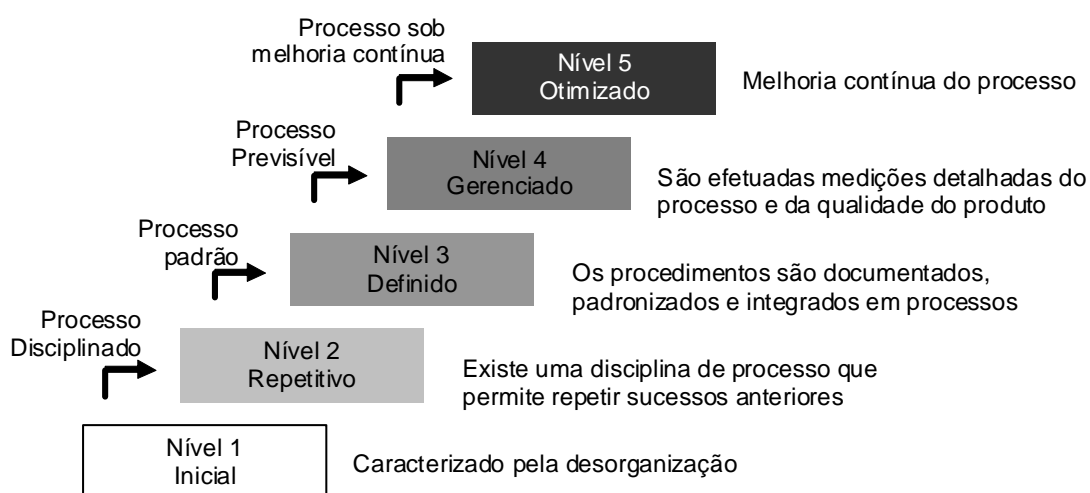 Processo sob
melhoria contínua
Nível 5
Otimizado
Melhoria contínua do processo
Processo
Previsível
Nível 4
Gerenciado
São efetuadas medições detalhadas do
processo e da qualidade do produto
Processo
padrão
Nível 3
Definido
Os procedimentos são documentados,
padronizados e integrados em processos
Processo
Disciplinado
Nível 2
Repetitivo
Existe uma disciplina de processo que
permite repetir sucessos anteriores
Nível 1
Inicial
Caracterizado pela desorganização